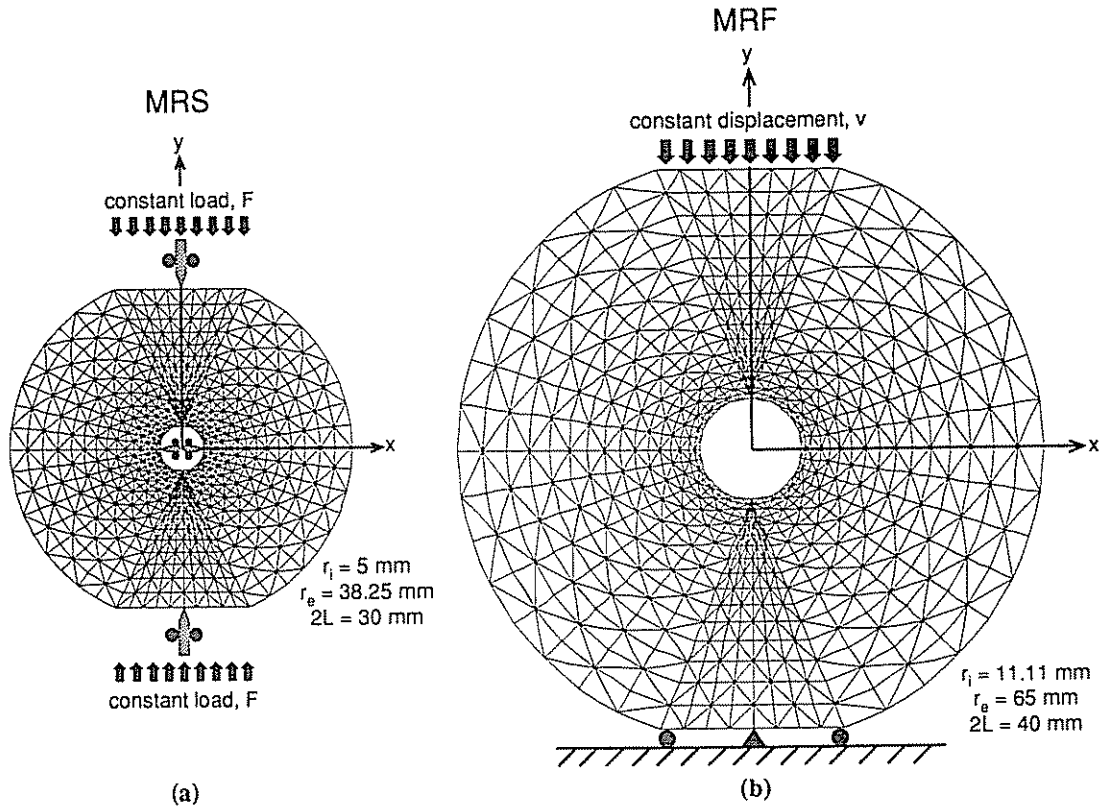 MRS
y
constant load, F
x
r_i = 5 mm
r_e = 38.25 mm
2L = 30 mm
constant load, F
(a)
MRF
y
constant displacement, v
x
r_i = 11.11 mm
r_e = 65 mm
2L = 40 mm
(b)